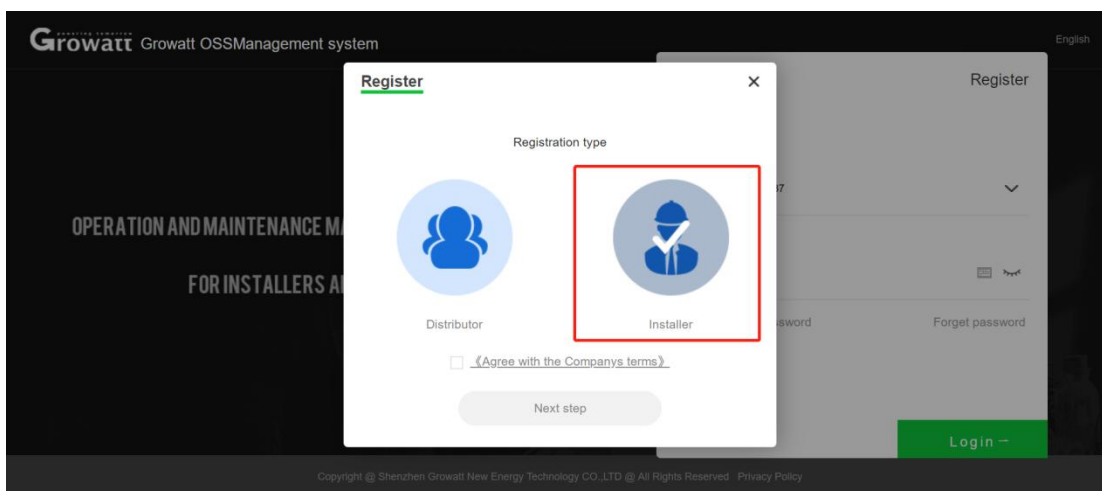 Growatt Growatt OSSManagement system
English
Register
Register
Registration type
37
OPERATION AND MAINTENANCE
FOR INSTALLERS
Distributor
Installer
Forget password
《Agree with the Companys terms》
Next step
Login
Copyright @ Shenzhen Growatt New Energy Technology CO.,LTD @ All Rights Reserved Privacy Policy